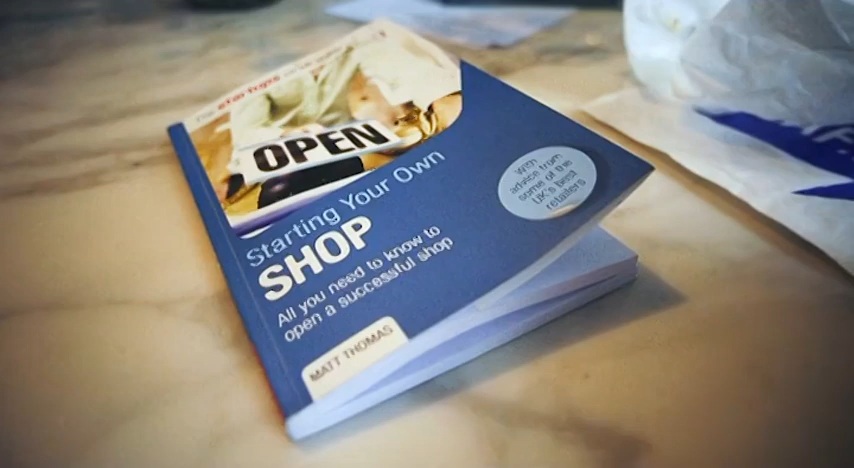 startups
OPEN
Starting Your Own
SHOP
All you need to know to
open a successful shop
With
advice from
some of the
UK's best
retailers
MATT THOMAS